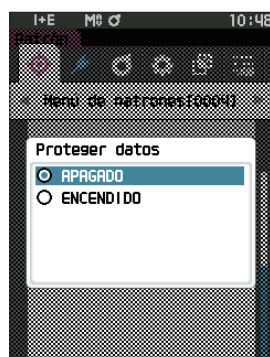 I+E M 10:48
Patrón
Menú de patrones[0004]
Proteger datos
APAGADO
ENCENDIDO